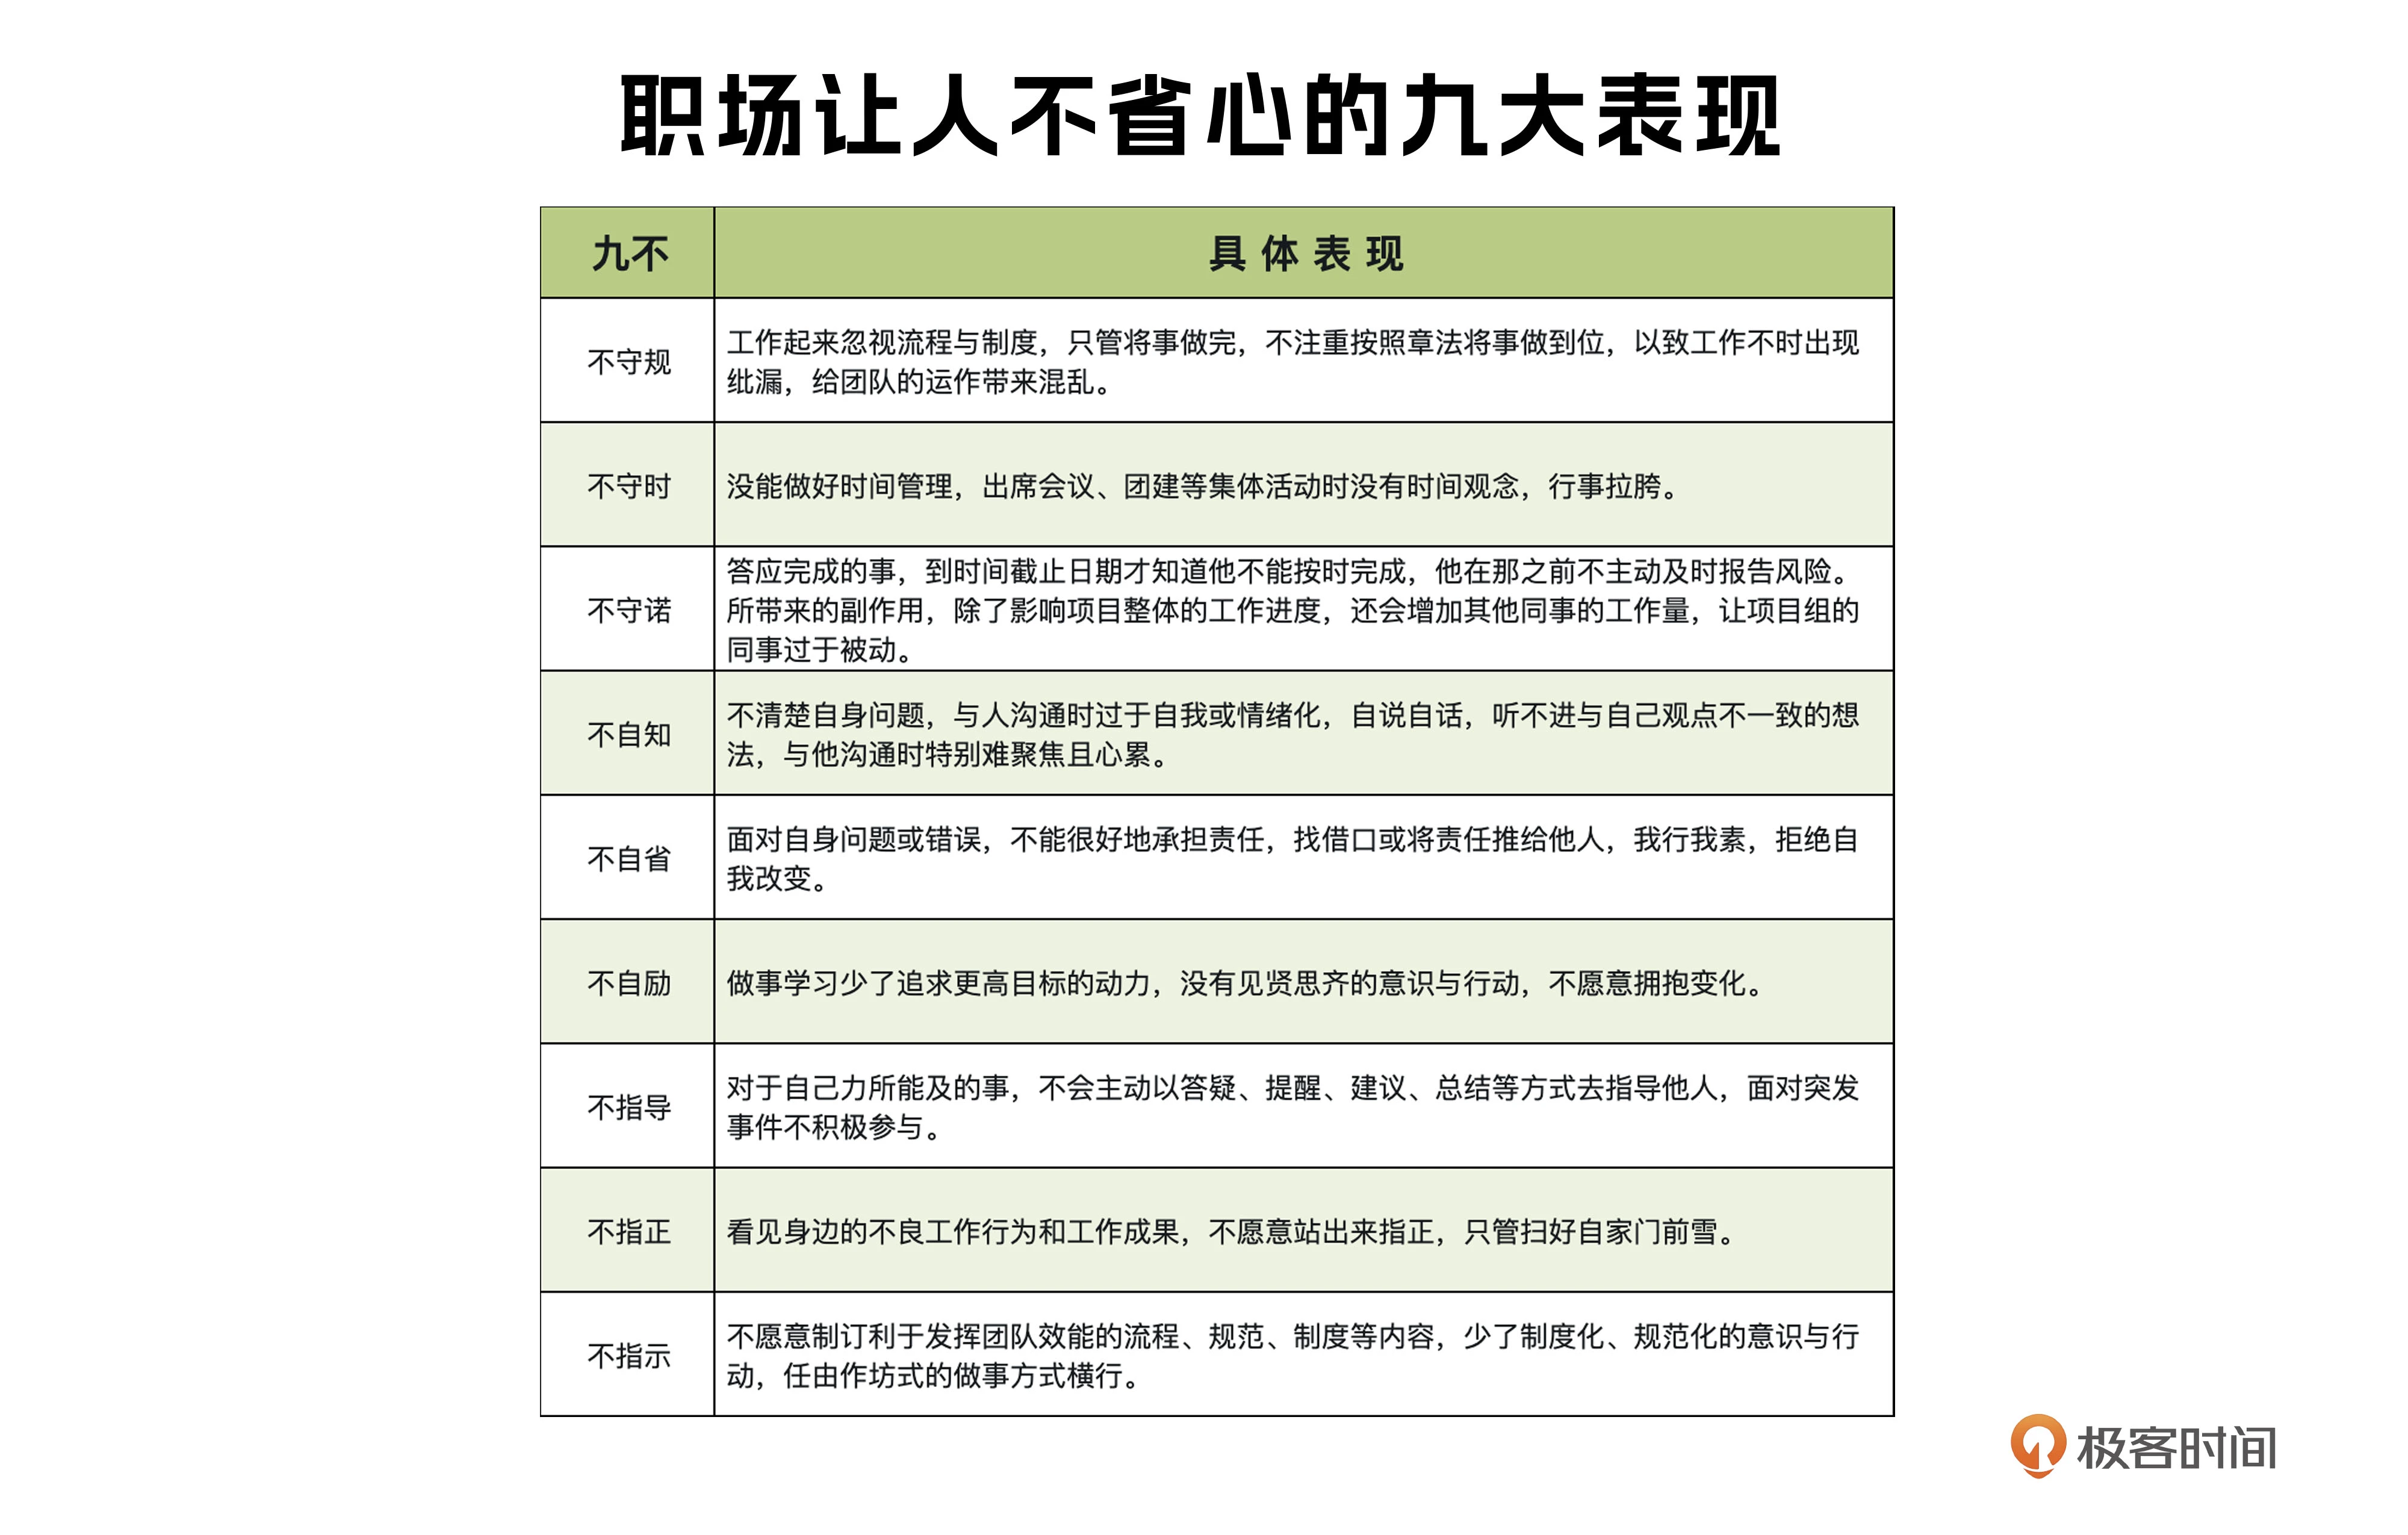 职场让人不省心的九大表现
九不
具体表现
不守规
工作起来忽视流程与制度，只管将事做完，不注重按照章法将事做到位，以致工作不时出现
纰漏，给团队的运作带来混乱。
不守时
没能做好时间管理，出席会议、团建等集体活动时没有时间观念，行事拉胯。
不守诺
答应完成的事，到时间截止日期才知道他不能按时完成，他在那之前不主动及时报告风险。
所带来的副作用，除了影响项目整体的工作进度，还会增加其他同事的工作量，让项目组的
同事过于被动。
不自知
不清楚自身问题，与人沟通时过于自我或情绪化，自说自话，听不进与自己观点不一致的想
法，与他沟通时特别难聚焦且心累。
不自省
面对自身问题或错误，不能很好地承担责任，找借口或将责任推给他人，我行我素，拒绝自
我改变。
不自励
做事学习少了追求更高目标的动力，没有见贤思齐的意识与行动，不愿意拥抱变化。
不指导
对于自己力所能及的事，不会主动以答疑、提醒、建议、总结等方式去指导他人，面对突发
事件不积极参与。
不指正
看见身边的不良工作行为和工作成果，不愿意站出来指正，只管扫好自家门前雪。
不指示
不愿意制订利于发挥团队效能的流程、规范、制度等内容，少了制度化、规范化的意识与行
动，任由作坊式的做事方式横行。
极客时间